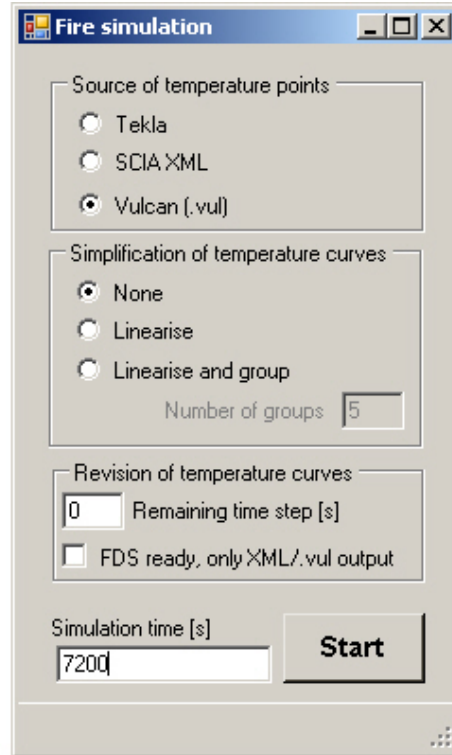 Fire simulation
Source of temperature points
Tekla
SCIA XML
Vulcan (.vul)
Simplification of temperature curves
None
Linearise
Linearise and group
Number of groups 5
Revision of temperature curves
0 Remaining time step [s]
FDS ready, only XML/.vul output
Simulation time [s]
7200
Start